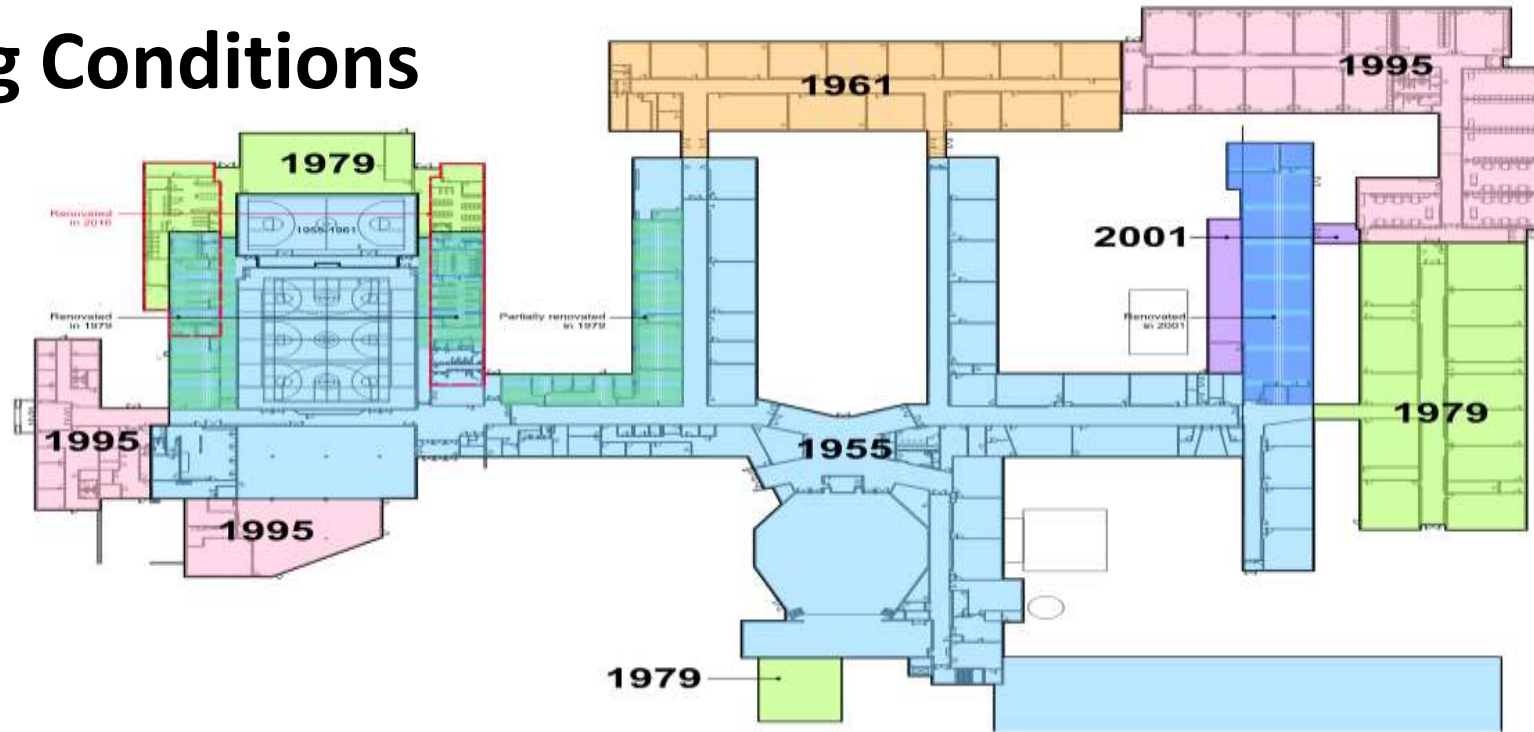 g Conditions
1961
1995
1979
Renovated
in 2016
1955-1961
2001
Renovated
in 1979
Partially renovated
in 1979
Renovated
in 2001
1979
1995
1955
1995
1979